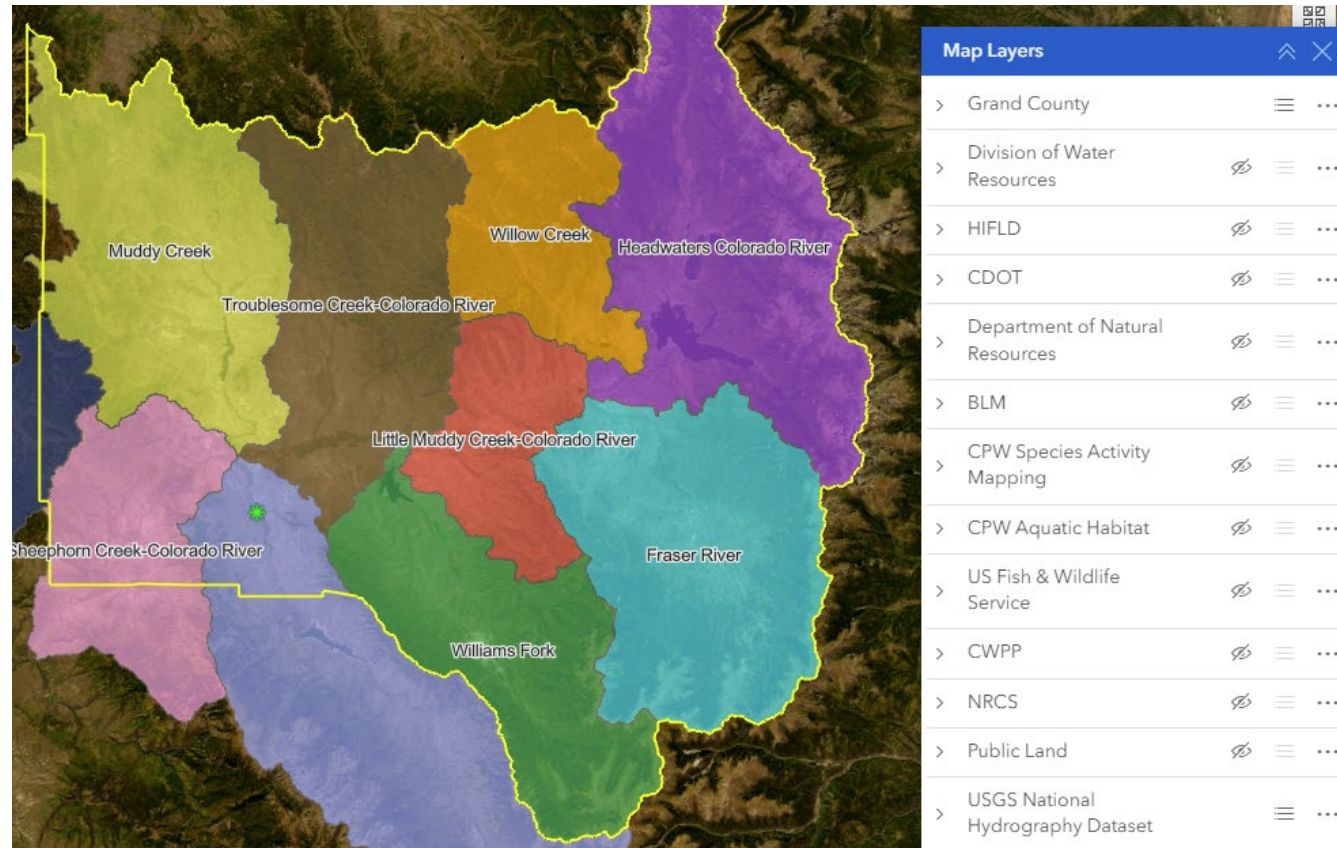 Map Layers
Grand County
Division of Water
Resources
HIFLD
CDOT
Department of Natural
Resources
BLM
CPW Species Activity
Mapping
CPW Aquatic Habitat
US Fish & Wildlife
Service
CWPP
NRCS
Public Land
USGS National
Hydrography Dataset
Willow Creek
Headwaters Colorado River
Muddy Creek
Troublesome Creek-Colorado River
Little Muddy Creek-Colorado River
Sheephorn Creek-Colorado River
Fraser River
Williams Fork